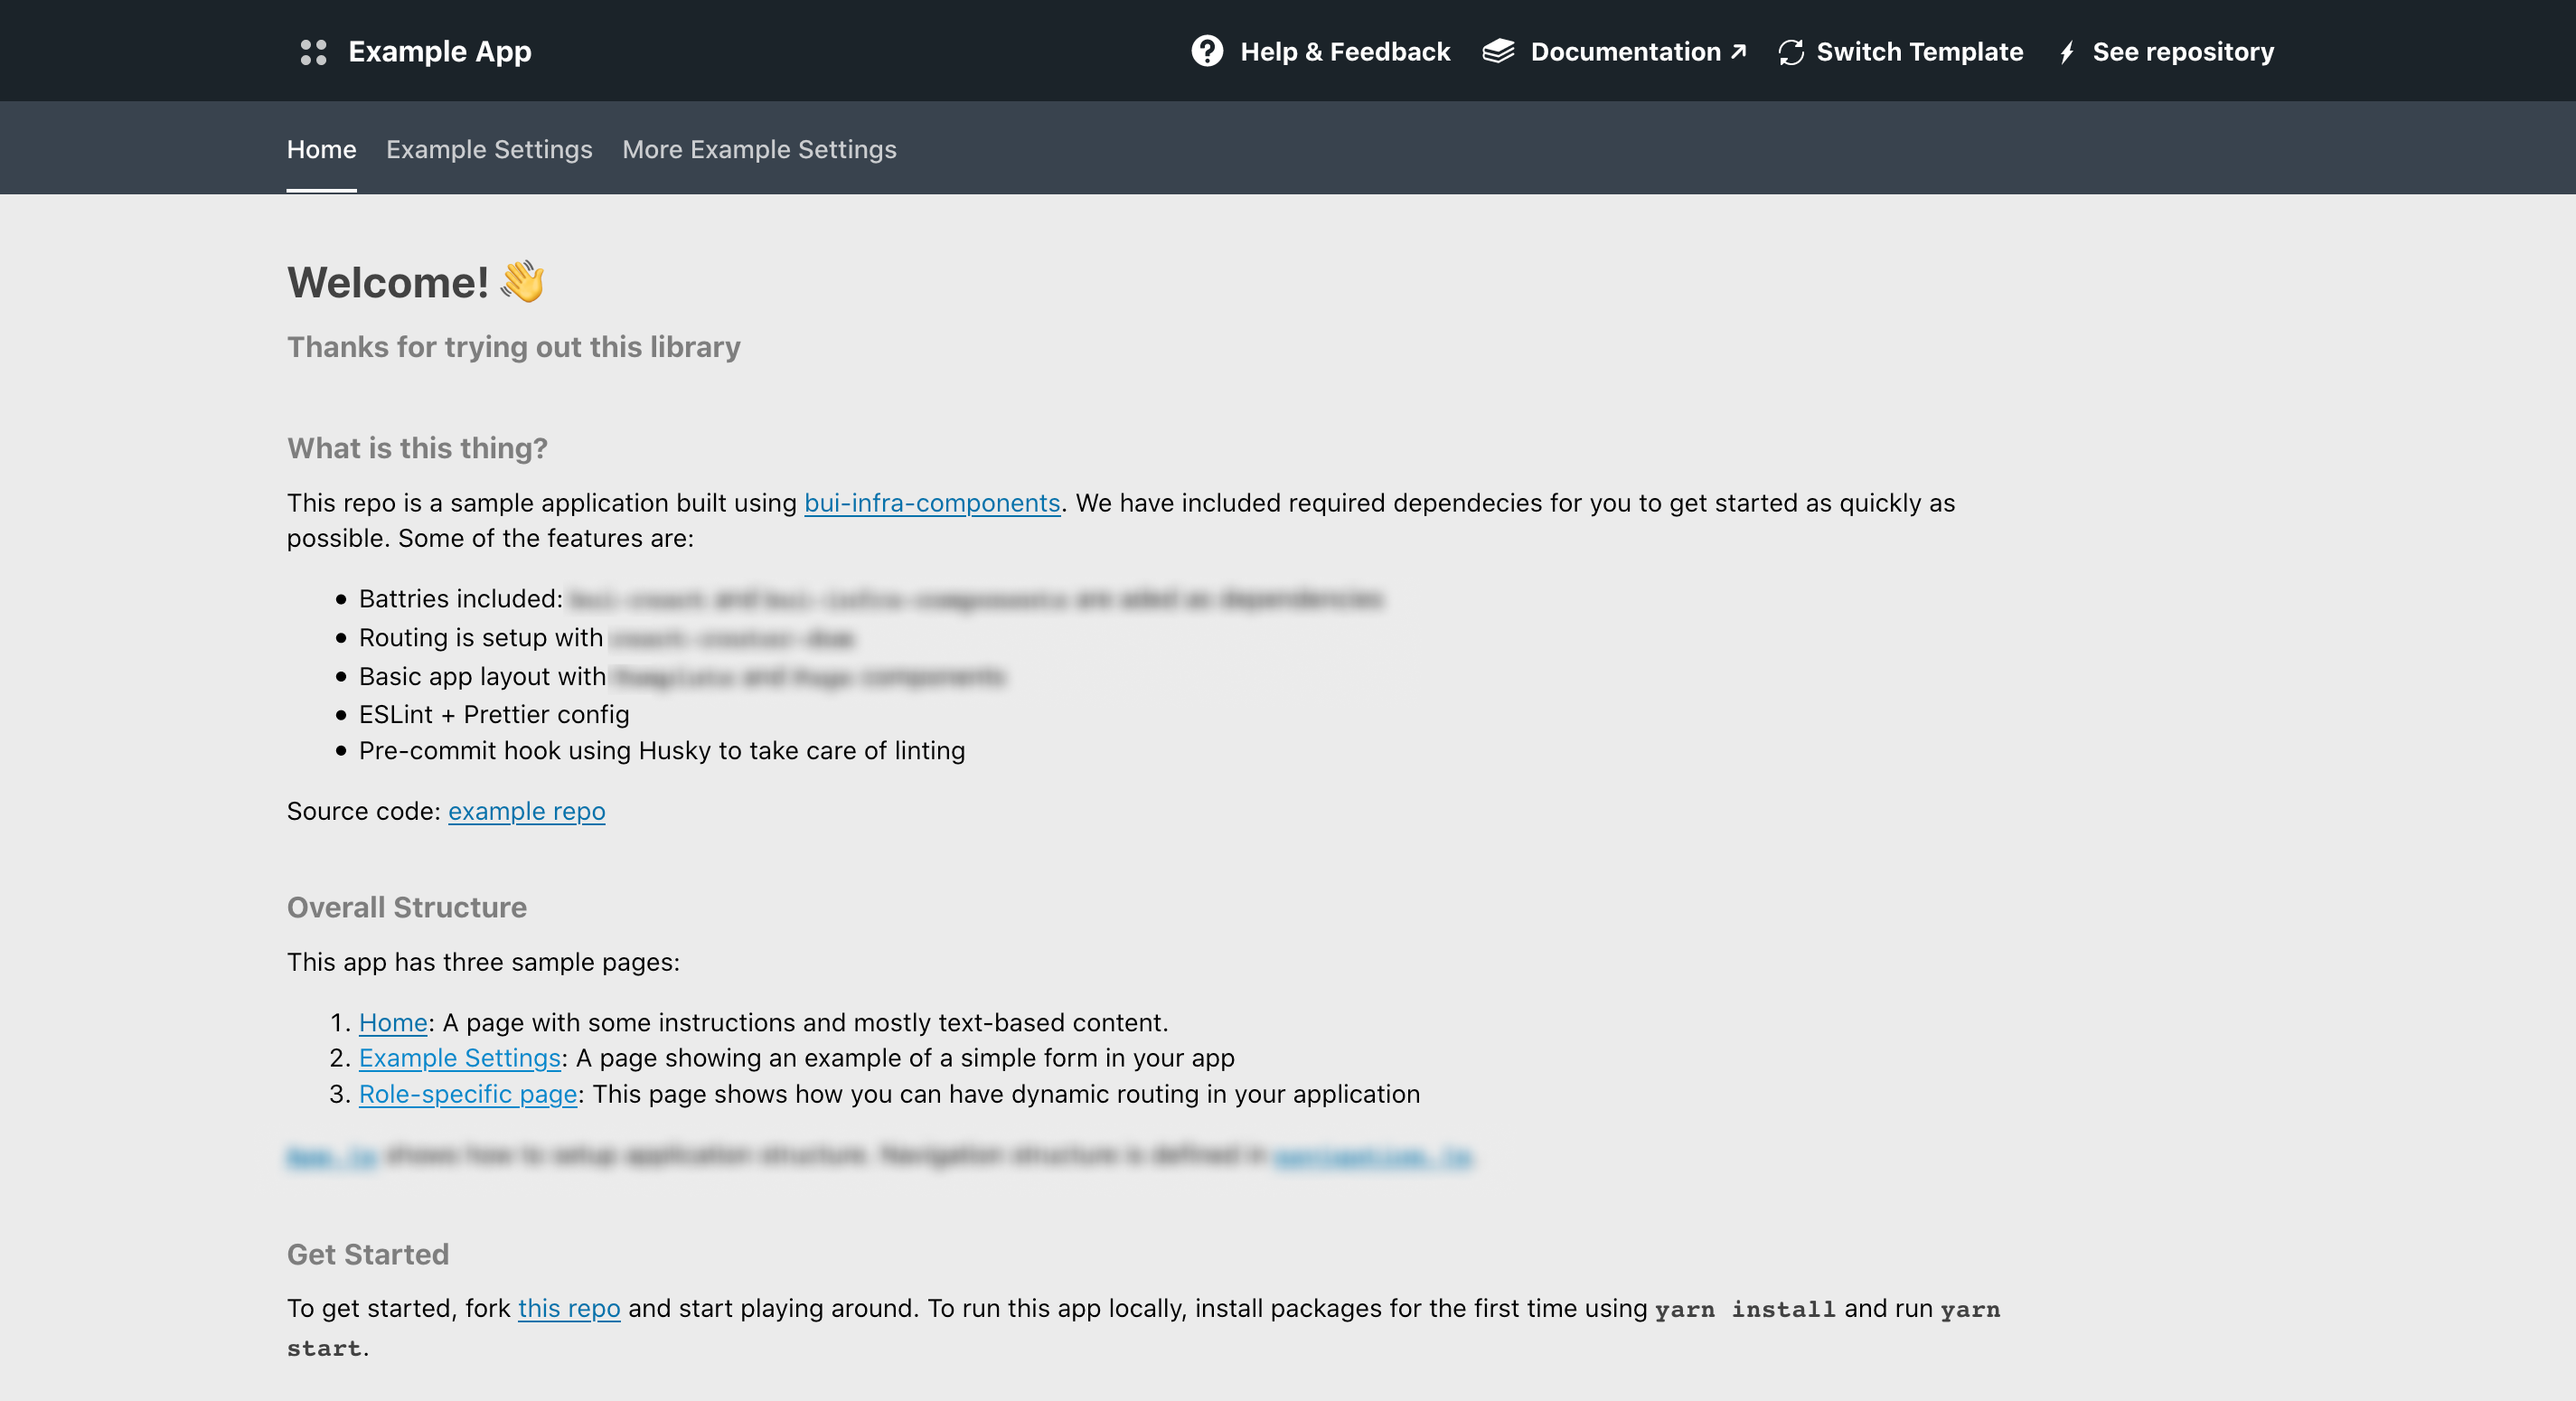 Example App
Help & Feedback
Documentation
Switch Template
See repository
Home
Example Settings
More Example Settings
Welcome! 👋
Thanks for trying out this library
What is this thing?
This repo is a sample application built using bui-infra-components. We have included required dependecies for you to get started as quickly as
possible. Some of the features are:
Battries included:
Routing is setup with
Basic app layout with
ESLint + Prettier config
Pre-commit hook using Husky to take care of linting
Source code: example repo
Overall Structure
This app has three sample pages:
1. Home: A page with some instructions and mostly text-based content.
2. Example Settings: A page showing an example of a simple form in your app
3. Role-specific page: This page shows how you can have dynamic routing in your application
Get Started
To get started, fork this repo and start playing around. To run this app locally, install packages for the first time using yarn install and run yarn
start.